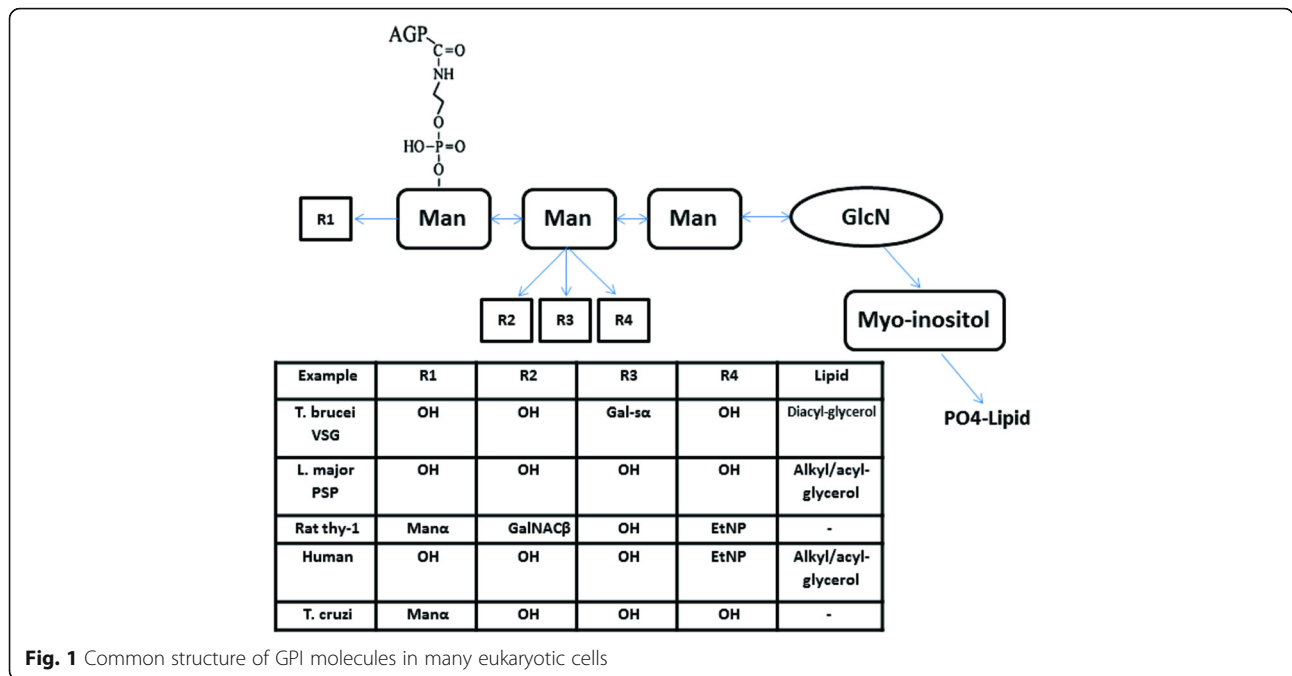 AGP
C=O
NH
O
HO-P=O
O
R1 Man Man Man GlcN
R2 R3 R4
Myo-inositol
PO4-Lipid
Example R1 R2 R3 R4 Lipid
T. brucei VSG OH OH Gal-sα OH Diacyl-glycerol
L. major PSP OH OH OH OH Alkyl/acyl-glycerol
Rat thy-1 Manα GalNACβ OH EtNP -
Human OH OH OH EtNP Alkyl/acyl-glycerol
T. cruzi Manα OH OH OH -
Fig. 1 Common structure of GPI molecules in many eukaryotic cells